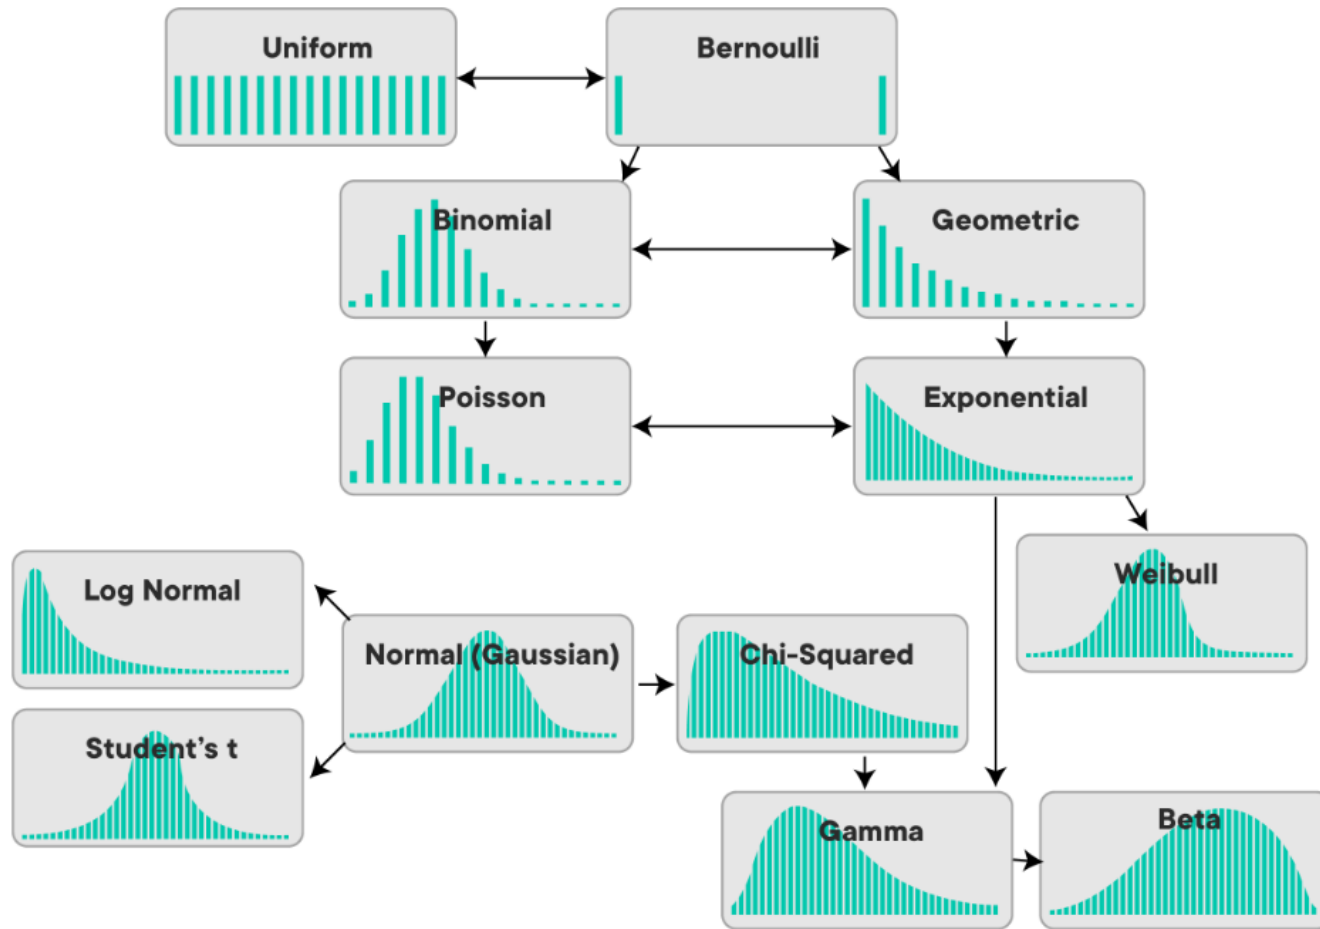 Uniform
Bernoulli
Binomial
Geometric
Poisson
Exponential
Weibull
Log Normal
Normal (Gaussian)
Chi-Squared
Student’s t
Gamma
Beta